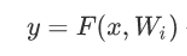 y = F(x, W_i)